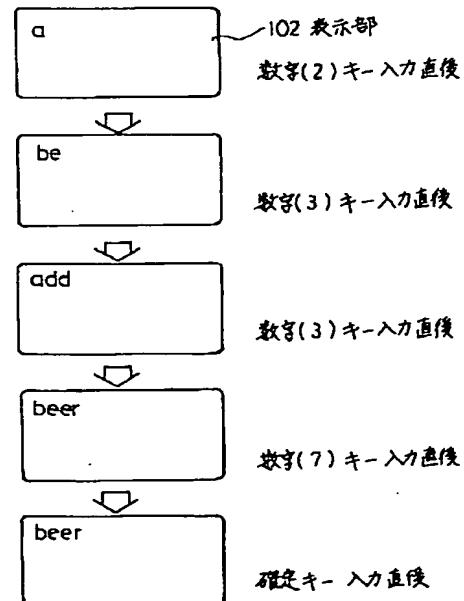 a
102 表示部
数字(2)キー入力直後
be
数字(3)キー入力直後
add
数字(3)キー入力直後
beer
数字(7)キー入力直後
beer
確定キー入力直後